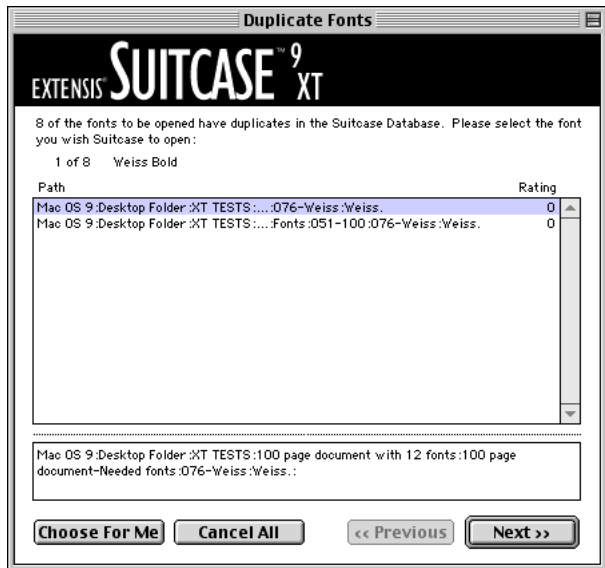 Duplicate Fonts
EXTENSIS® SUITCASE™ 9 XT
8 of the fonts to be opened have duplicates in the Suitcase Database. Please select the font
you wish Suitcase to open:
1 of 8 Weiss Bold
Path Rating
Mac OS 9:Desktop Folder:XT TESTS:...:076-Weiss:Weiss. 0
Mac OS 9:Desktop Folder:XT TESTS:...:Fonts:051-100:076-Weiss:Weiss. 0
Mac OS 9:Desktop Folder:XT TESTS:100 page document with 12 fonts:100 page
document-Needed fonts:076-Weiss:Weiss.:
Choose For Me Cancel All << Previous Next >>